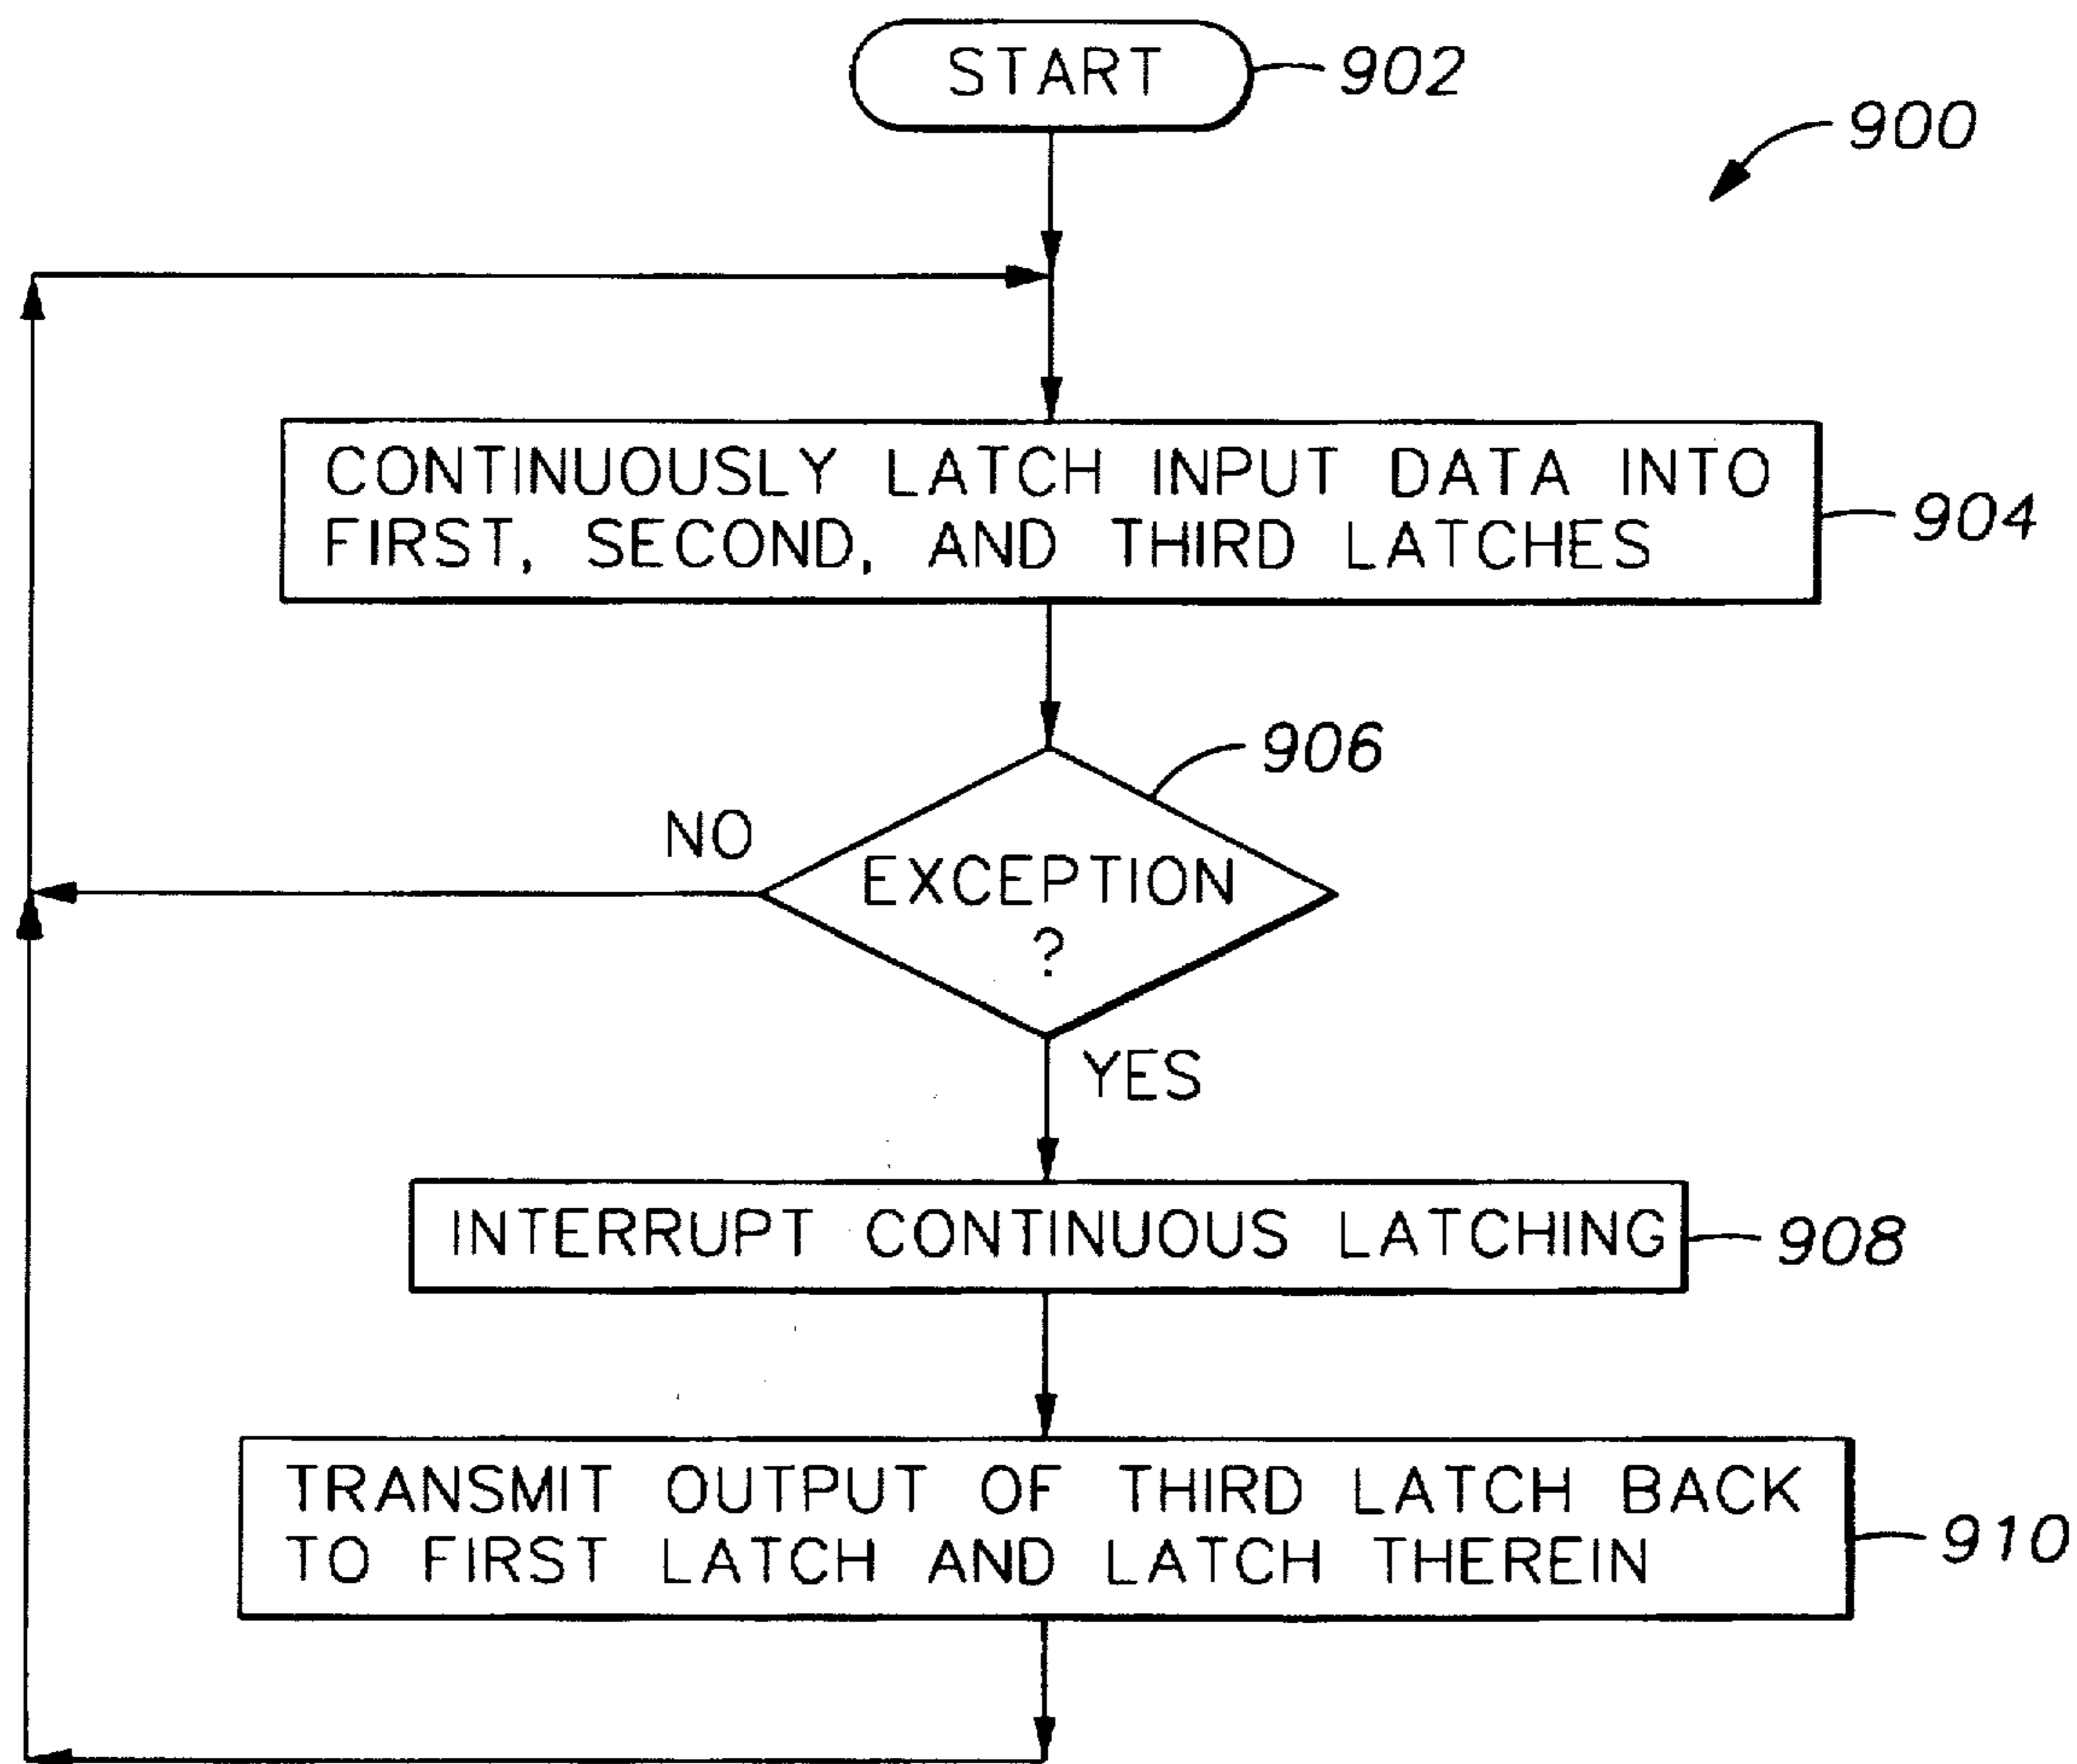 START
902
900
CONTINUOUSLY LATCH INPUT DATA INTO
FIRST, SECOND, AND THIRD LATCHES
904
906
NO
EXCEPTION
?
YES
INTERRUPT CONTINUOUS LATCHING
908
TRANSMIT OUTPUT OF THIRD LATCH BACK
TO FIRST LATCH AND LATCH THEREIN
910